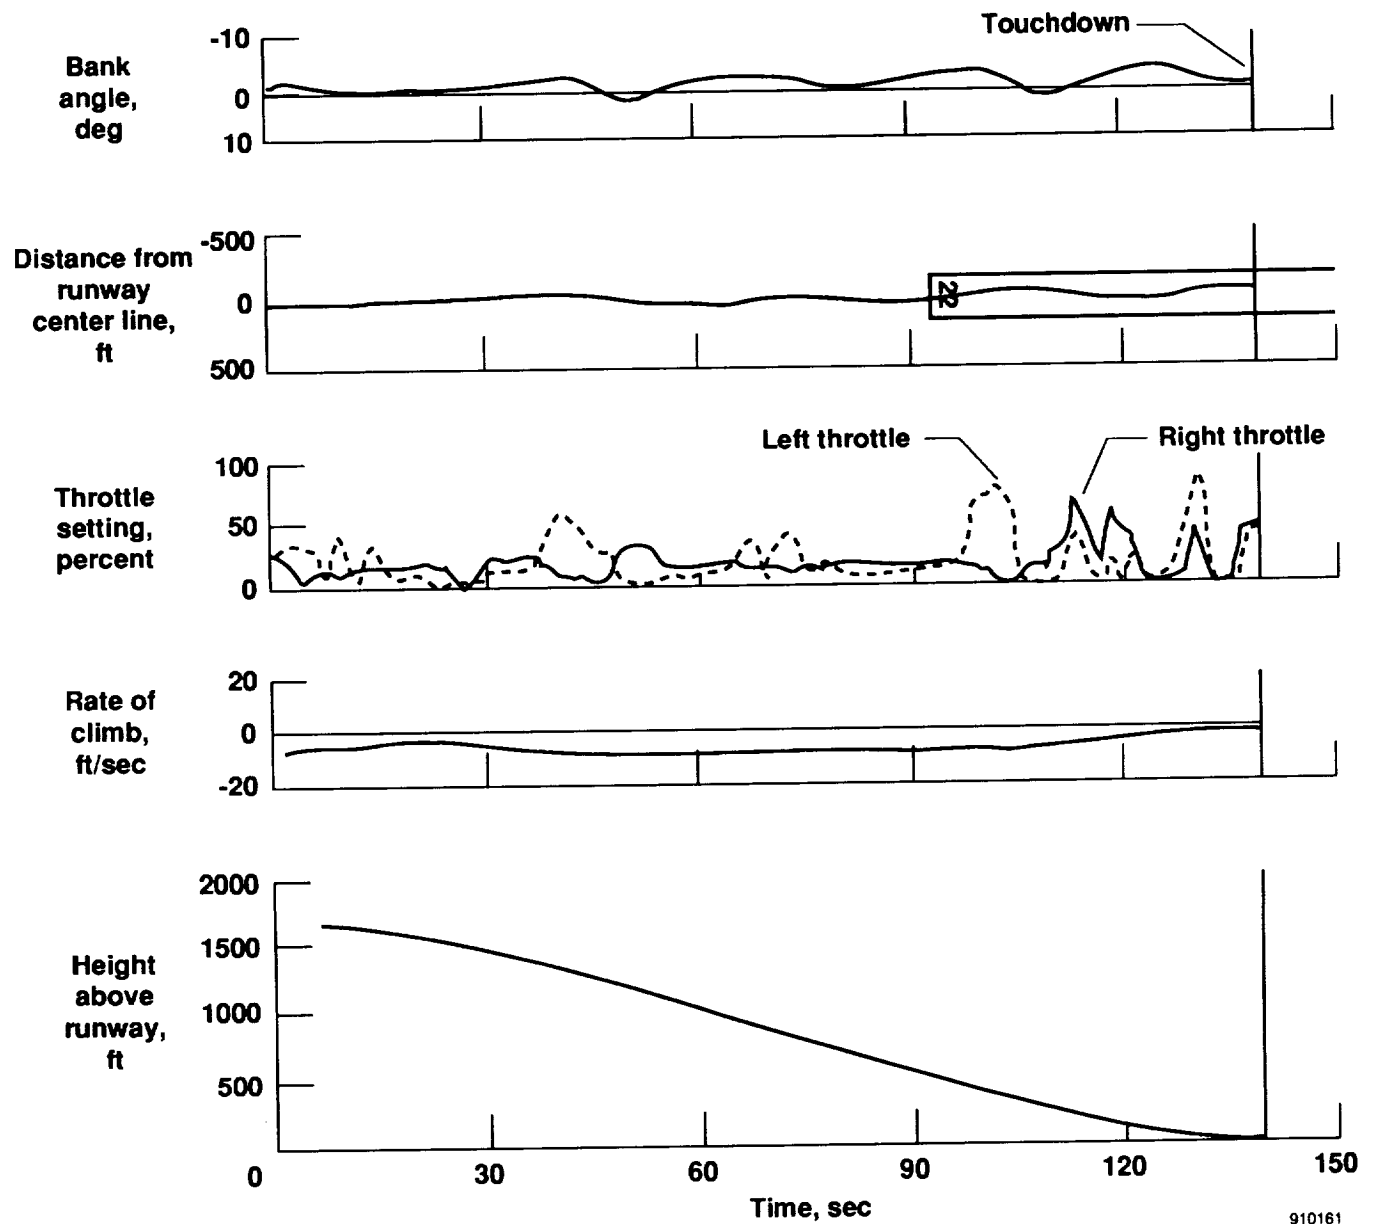 Touchdown
-10
Bank
angle,
deg
0
10
-500
Distance from
runway
center line,
ft
0
22
500
Left throttle
Right throttle
100
Throttle
setting,
percent
50
0
20
Rate of
climb,
ft/sec
0
-20
2000
1500
Height
above
runway,
ft
1000
500
0
30
60
90
120
150
Time, sec
910161